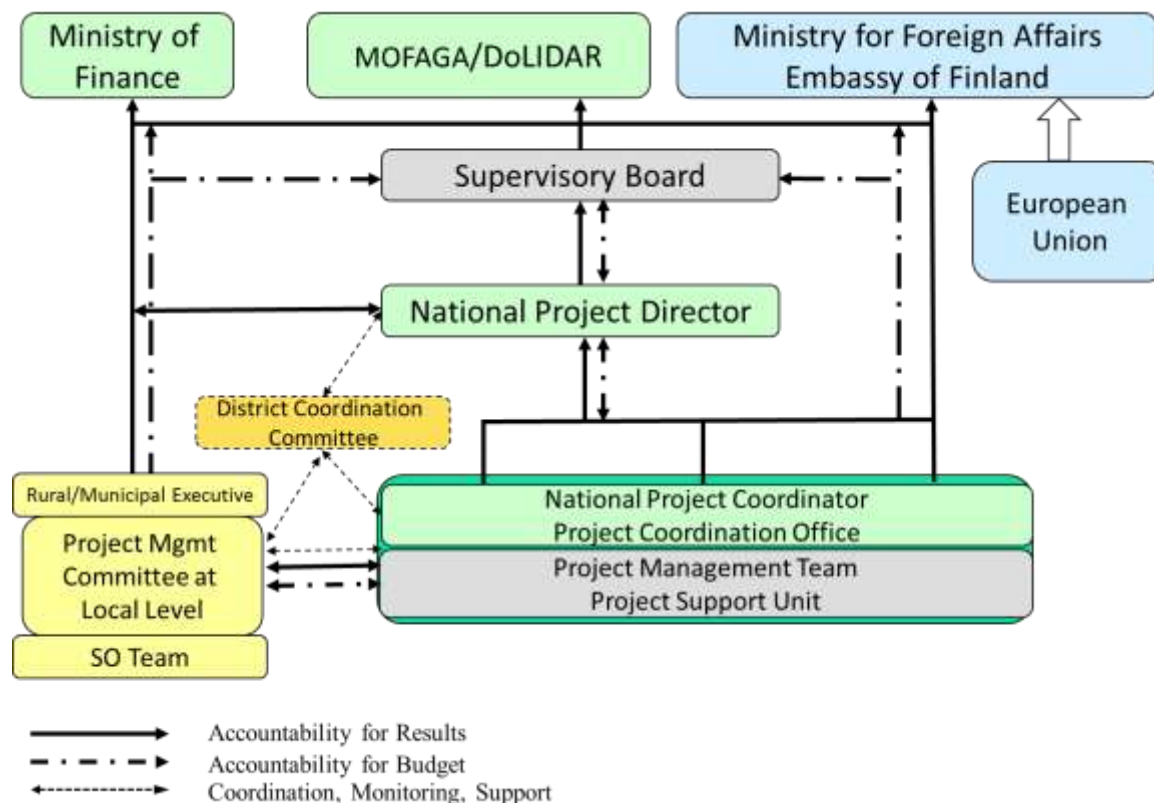 Ministry of
Finance
MOFAGA/DoLIDAR
Ministry for Foreign Affairs
Embassy of Finland
Supervisory Board
European
Union
National Project Director
District Coordination
Committee
Rural/Municipal Executive
Project Mgmt
Committee at
Local Level
SO Team
National Project Coordinator
Project Coordination Office
Project Management Team
Project Support Unit
Accountability for Results
Accountability for Budget
Coordination, Monitoring, Support